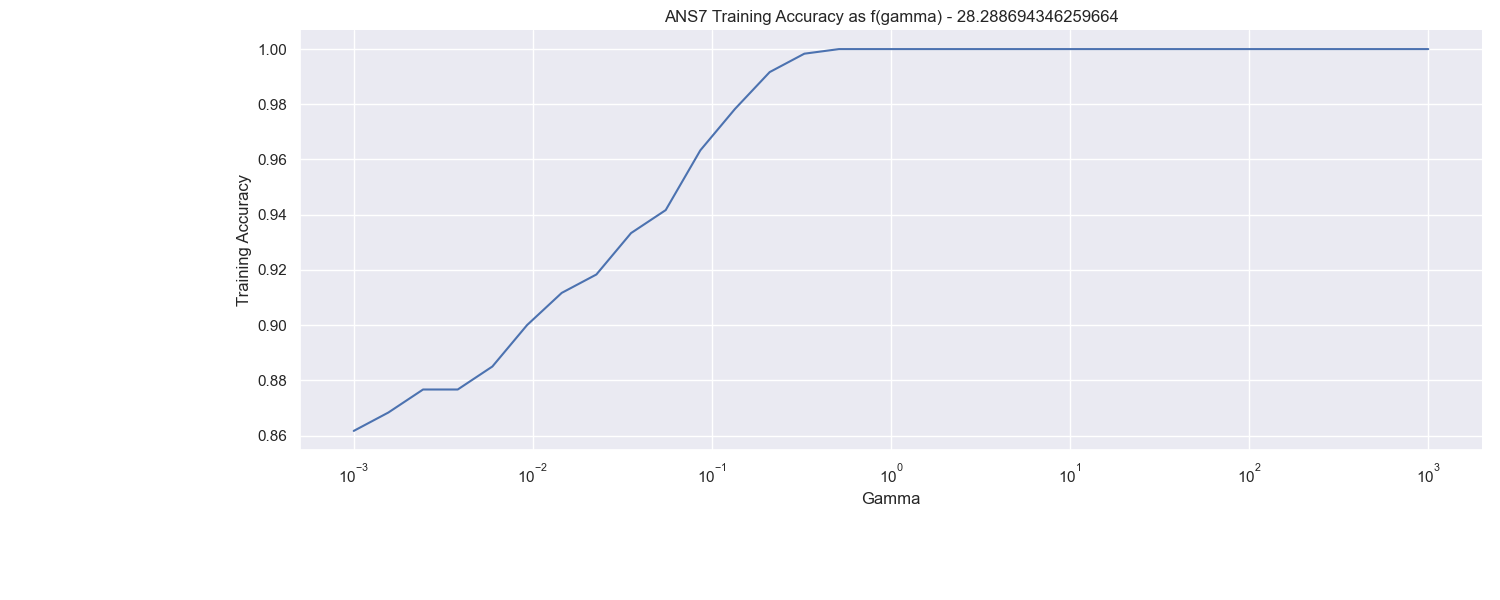 ANS7 Training Accuracy as f(gamma) - 28.288694346259664
1.00
0.98
0.96
0.94
0.92
0.90
0.88
0.86
Training Accuracy
10⁻³ 10⁻² 10⁻¹ 10⁰ 10¹ 10² 10³
Gamma